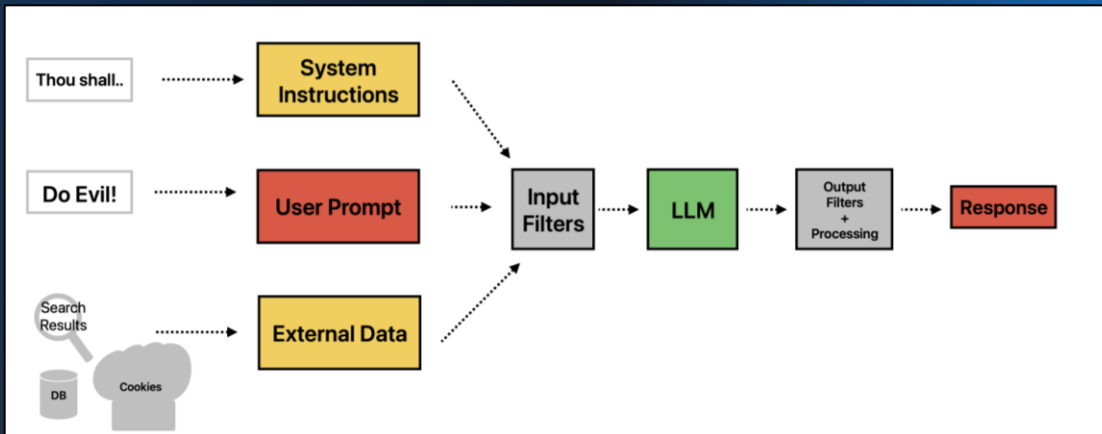 Thou shall..
System
Instructions
Do Evil!
User Prompt
Input
Filters
LLM
Output
Filters
+
Processing
Response
Search
Results
External Data
DB
Cookies